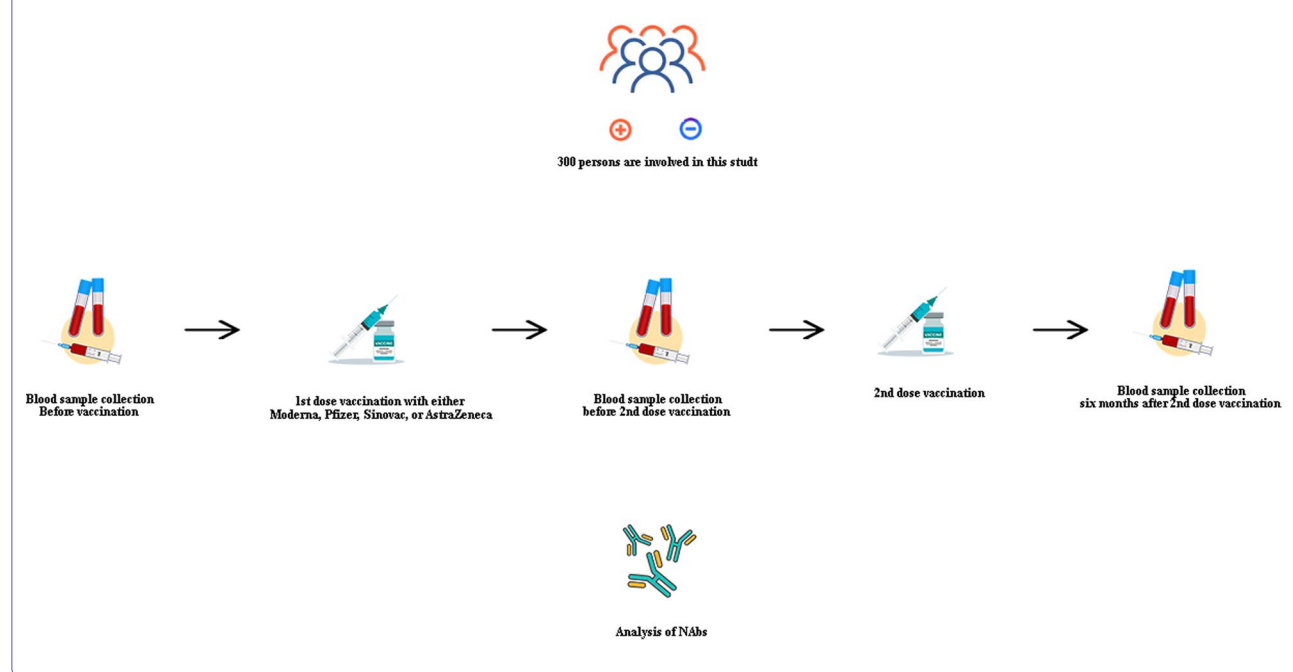 300 persons are involved in this studt
Blood sample collection
Before vaccination
1st dose vaccination with either
Moderna, Pfizer, Sinovac, or AstraZeneca
Blood sample collection
before 2nd dose vaccination
2nd dose vaccination
Blood sample collection
six months after 2nd dose vaccination
VACCINE
VACCINE
Analysis of NAbs